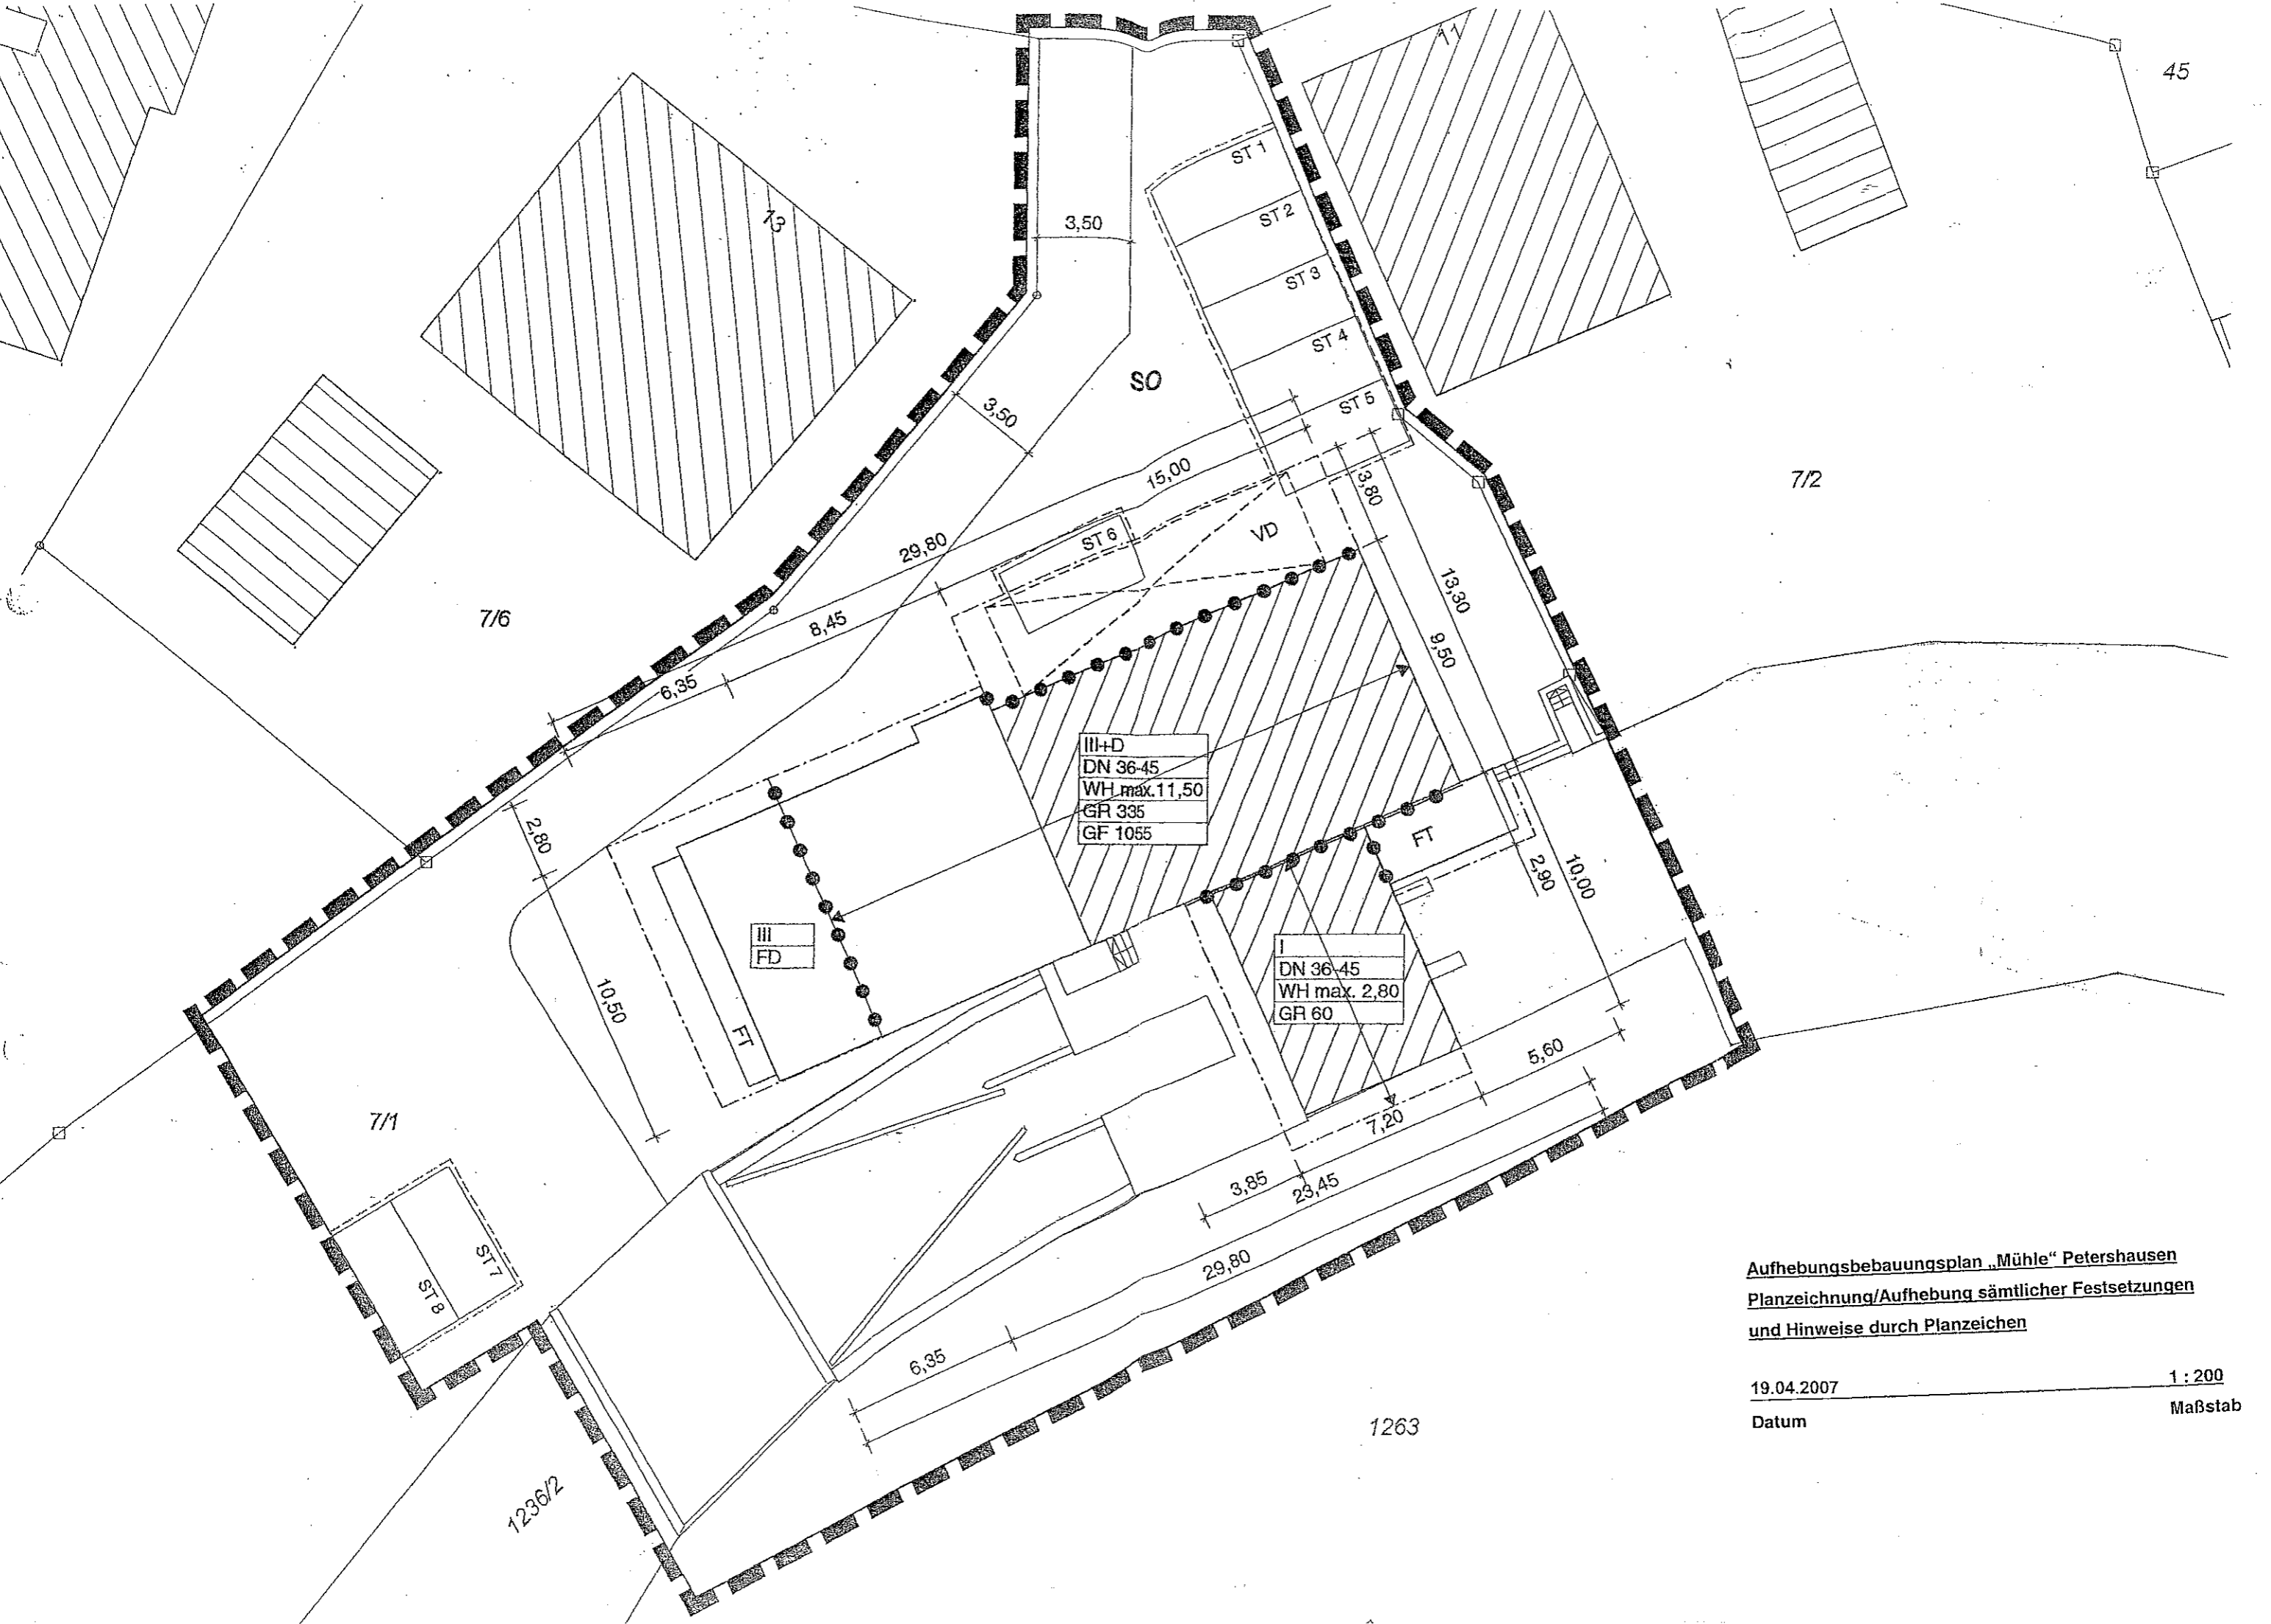 11
45
ST 1
13
ST 2
3,50
ST 3
ST 4
SO
ST 5
3,50
15,00
7/2
3,80
VD
ST 6
29,80
13,30
7/6
8,45
9,50
6,35
III+D
DN 36-45
WH max.11,50
GR 335
GF 1055
2,80
FT
2,90
10,00
III
FD
I
DN 36-45
WH max. 2,80
GR 60
10,50
FT
5,60
7/1
7,20
3,85
23,45
ST 7
ST 8
29,80
6,35
1263
1236/2
Aufhebungsbebauungsplan „Mühle“ Petershausen
Planzeichnung/Aufhebung sämtlicher Festsetzungen
und Hinweise durch Planzeichen
19.04.2007 1 : 200
Datum Maßstab